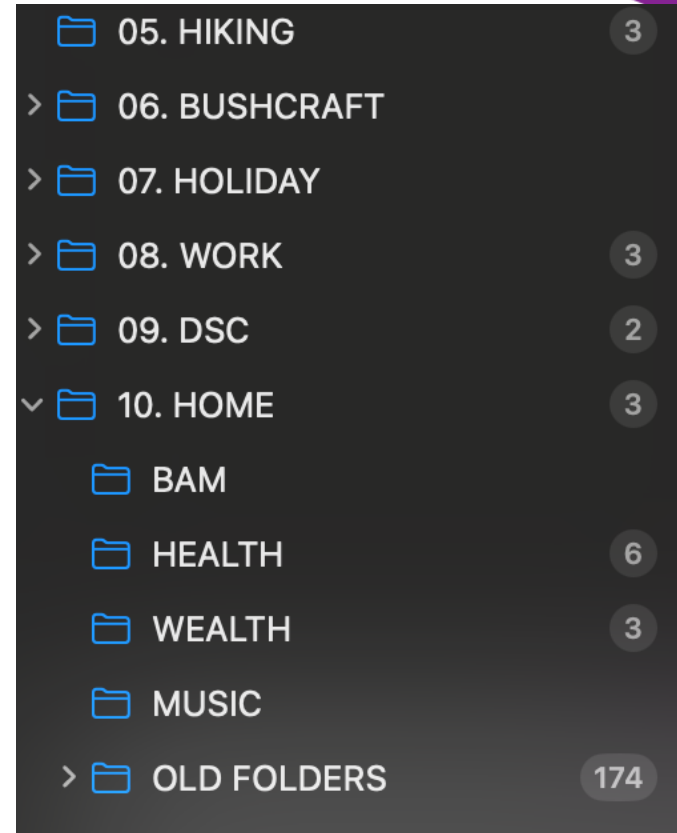 05. HIKING 3
06. BUSHCRAFT
07. HOLIDAY
08. WORK 3
09. DSC 2
10. HOME 3
BAM
HEALTH 6
WEALTH 3
MUSIC
OLD FOLDERS 174